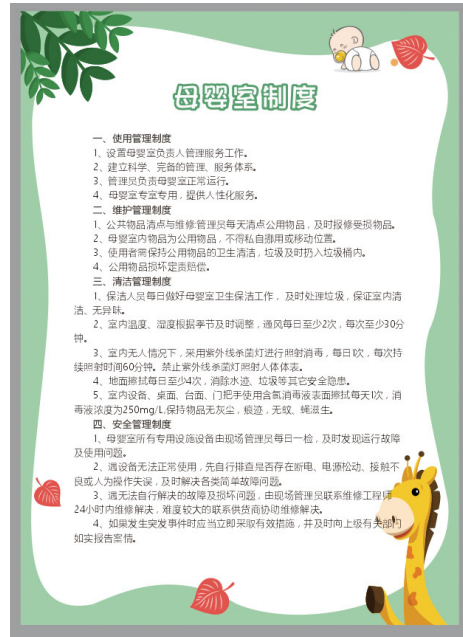 母婴室制度
一、使用管理制度
1、设置母婴室负责人管理服务工作。
2、建立科学、完备的管理、服务体系。
3、管理员负责母婴室正常运行。
4、母婴室专室专用，提供人性化服务。
二、维护管理制度
1、公共物品清点与维修:管理员每天清点公用物品，及时报修受损物品。
2、母婴室内物品为公用物品，不得私自挪用或移动位置。
3、使用者需保持公用物品的卫生清洁，垃圾及时扔入垃圾桶内。
4、公用物品损坏定责赔偿。
三、清洁管理制度
1、保洁人员每日做好母婴室卫生保洁工作， 及时处理垃圾，保证室内清
洁、无异味。
2、室内温度、湿度根据季节及时调整，通风每日至少2次，每次至少30分
钟。
3、室内无人情况下，采用紫外线杀菌灯进行照射消毒，每日l次，每次持
续照射时间60分钟。禁止紫外线杀菌灯照射人体体表。
4、地面擦拭每日至少4次，消除水迹、垃圾等其它安全隐患。
5、室内设备、桌面、台面、门把手使用含氯消毒液表面擦拭每天l次，消
毒液浓度为250mg/L,保持物品无灰尘，痕迹，无蚊、蝇滋生。
四、安全管理制度
1、母婴室所有专用设施设备由现场管理员每日一检，及时发现运行故障
及使用问题。
2、遇设备无法正常使用，先自行排查是否存在断电、电源松动、接触不
良或人为操作失误，及时解决各类简单故障问题。
3、遇无法自行解决的故障及损坏问题，由现场管理员联系维修工程师
24小时内维修解决，难度较大的联系供货商协助维修解决。
4、如果发生突发事件时应当立即采取有效措施，并及时向上级有关部门
如实报告案情。